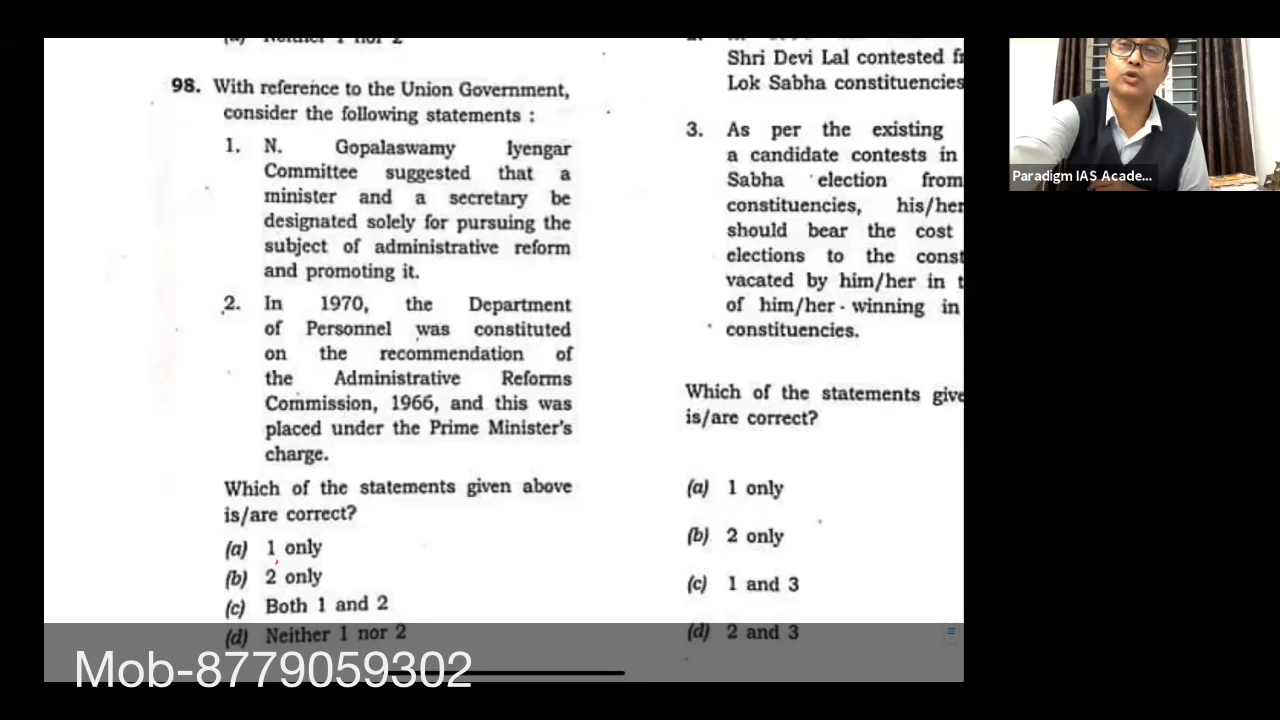 98. With reference to the Union Government,
consider the following statements :
1. N. Gopalaswamy Iyengar
Committee suggested that a
minister and a secretary be
designated solely for pursuing the
subject of administrative reform
and promoting it.
2. In 1970, the Department
of Personnel was constituted
on the recommendation of
the Administrative Reforms
Commission, 1966, and this was
placed under the Prime Minister's
charge.
Which of the statements given above
is/are correct?
(a) 1 only
(b) 2 only
(c) Both 1 and 2
(d) Neither 1 nor 2
Shri Devi Lal contested
Lok Sabha constituencies
3. As per the existing
a candidate contests in
Sabha election from
constituencies, his/her
should bear the cost
elections to the
vacated by him/her in
of him/her winning in
constituencies.
Which of the statements
is/are correct?
(a) 1 only
(b) 2 only
(c) 1 and 3
(d) 2 and 3
Paradigm IAS Acade...
Mob-8779059302